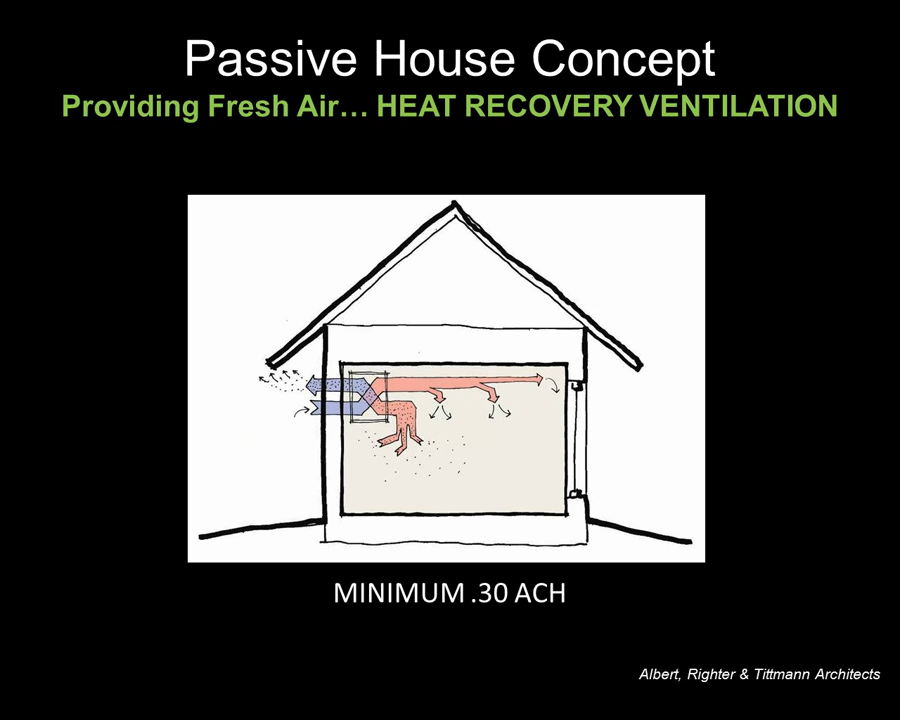 Passive House Concept
Providing Fresh Air… HEAT RECOVERY VENTILATION
MINIMUM .30 ACH
Albert, Righter & Tittmann Architects